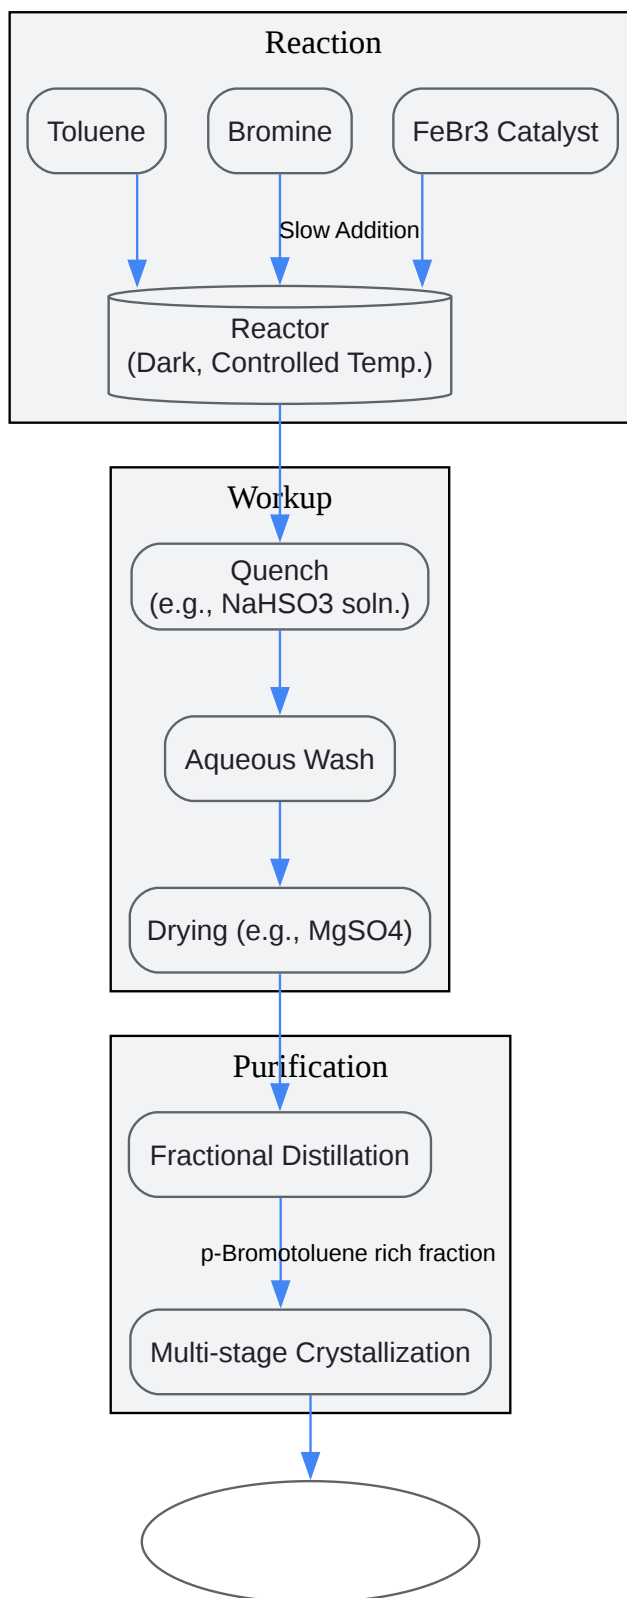 Reaction
Toluene
Bromine
FeBr3 Catalyst
Slow Addition
Reactor
(Dark, Controlled Temp.)
Workup
Quench
(e.g., NaHSO3 soln.)
Aqueous Wash
Drying (e.g., MgSO4)
Purification
Fractional Distillation
p-Bromotoluene rich fraction
Multi-stage Crystallization